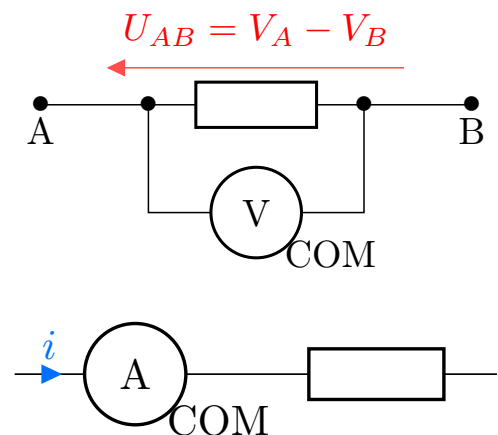 U_{AB} = V_A − V_B
A B
V
COM
i
A
COM